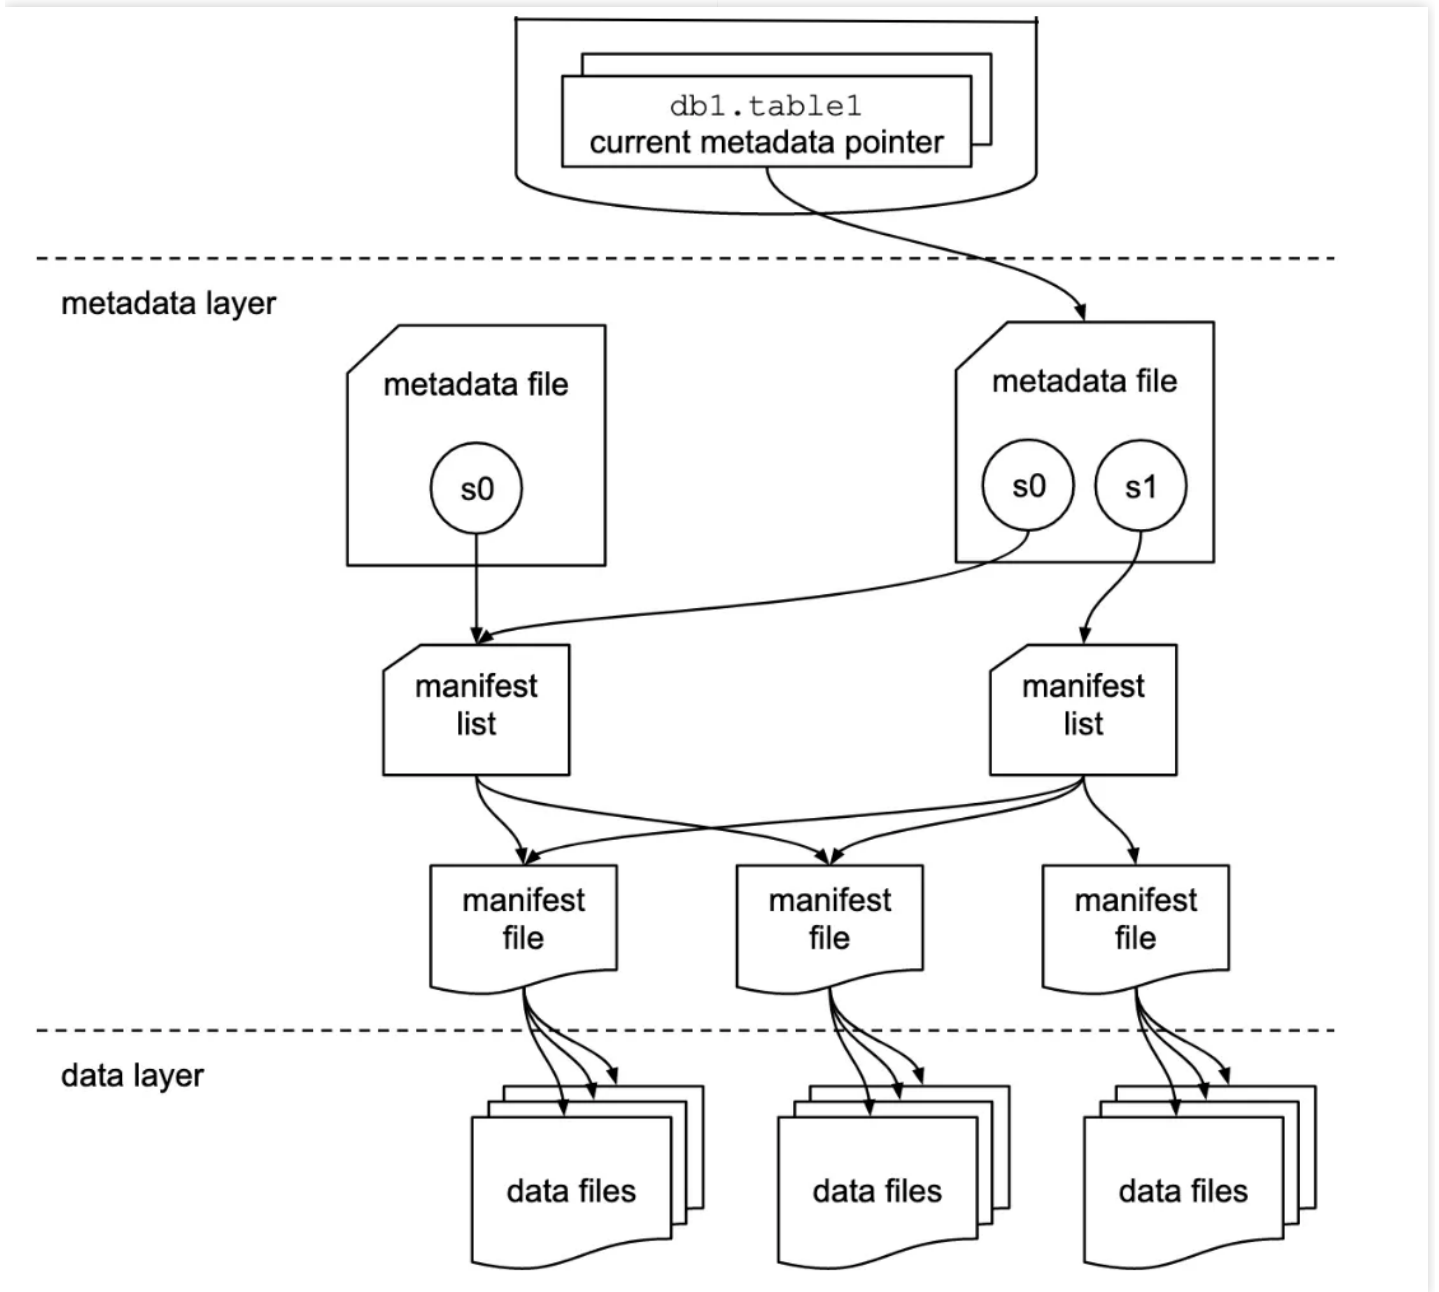 db1.table1
current metadata pointer
metadata layer
metadata file
s0
metadata file
s0
s1
manifest
list
manifest
list
manifest
file
manifest
file
manifest
file
data layer
data files
data files
data files